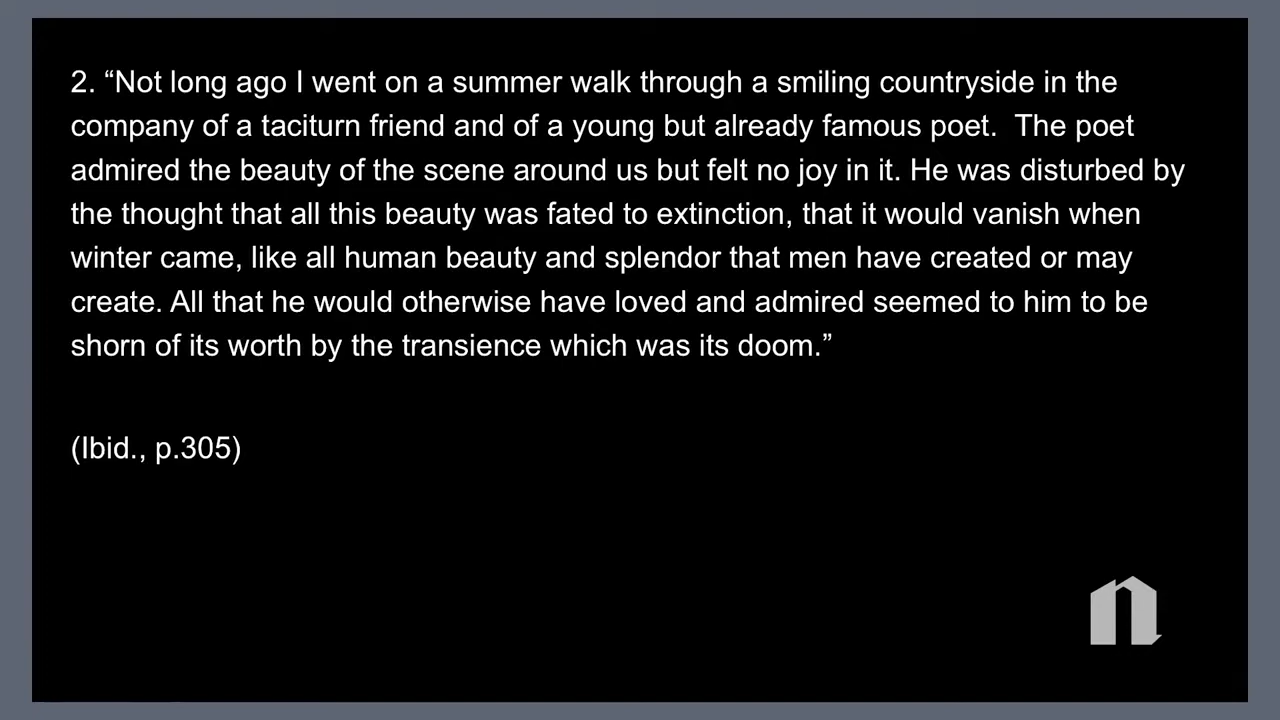 2. “Not long ago I went on a summer walk through a smiling countryside in the
company of a taciturn friend and of a young but already famous poet.  The poet
admired the beauty of the scene around us but felt no joy in it. He was disturbed by
the thought that all this beauty was fated to extinction, that it would vanish when
winter came, like all human beauty and splendor that men have created or may
create. All that he would otherwise have loved and admired seemed to him to be
shorn of its worth by the transience which was its doom.”
(Ibid., p.305)
n